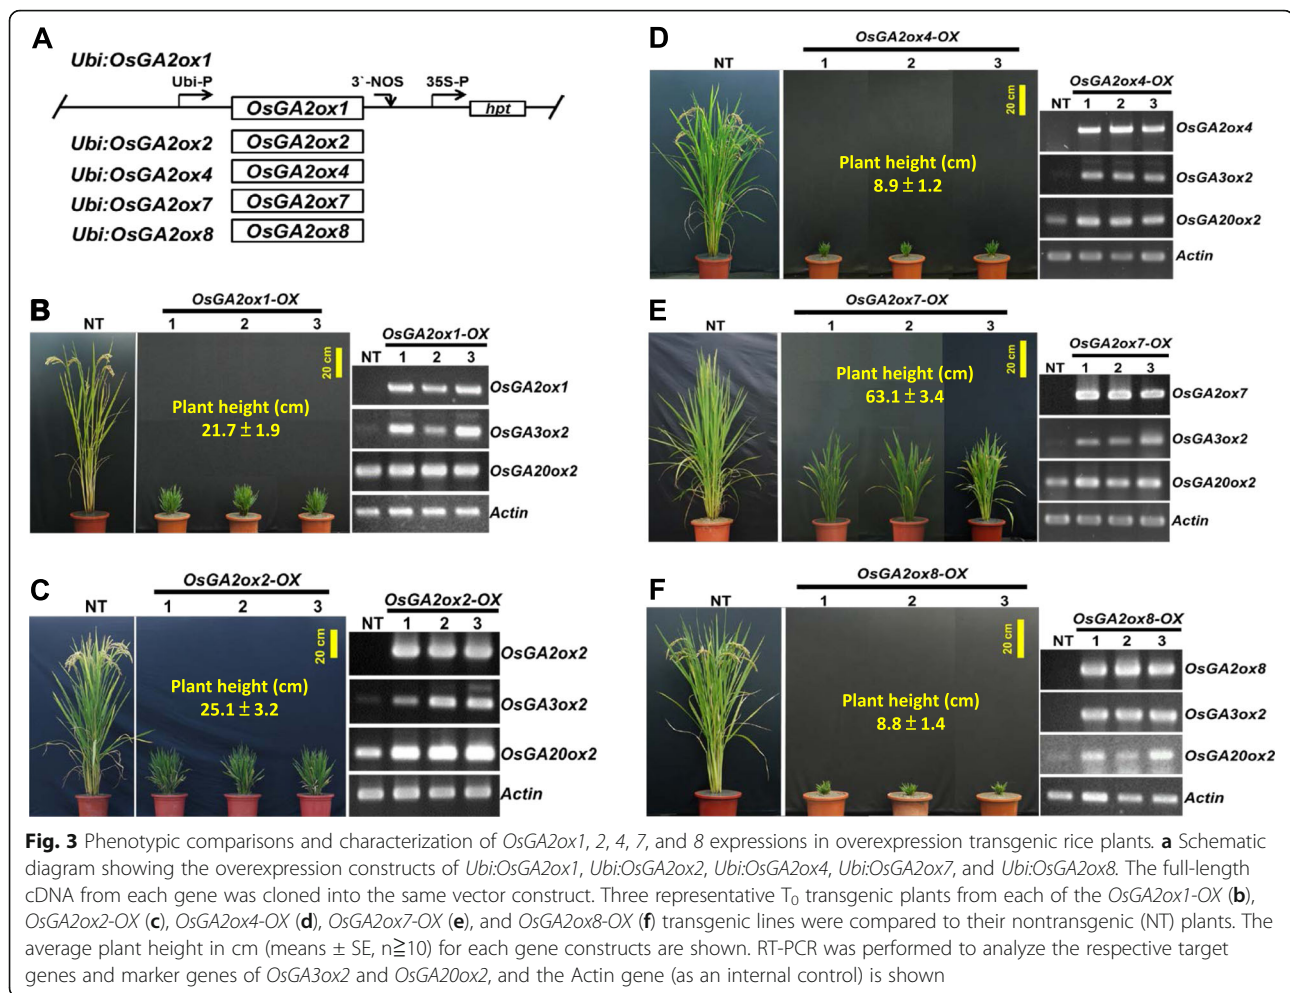 A
Ubi:OsGA2ox1
Ubi-P
3`-NOS
35S-P
OsGA2ox1
hpt
Ubi:OsGA2ox2
OsGA2ox2
Ubi:OsGA2ox4
OsGA2ox4
Ubi:OsGA2ox7
OsGA2ox7
Ubi:OsGA2ox8
OsGA2ox8
B
OsGA2ox1-OX
NT 1 2 3
20 cm
Plant height (cm)
21.7 ± 1.9
OsGA2ox1-OX
NT 1 2 3
OsGA2ox1
OsGA3ox2
OsGA20ox2
Actin
C
OsGA2ox2-OX
NT 1 2 3
20 cm
Plant height (cm)
25.1 ± 3.2
OsGA2ox2-OX
NT 1 2 3
OsGA2ox2
OsGA3ox2
OsGA20ox2
Actin
D
OsGA2ox4-OX
NT 1 2 3
20 cm
Plant height (cm)
8.9 ± 1.2
OsGA2ox4-OX
NT 1 2 3
OsGA2ox4
OsGA3ox2
OsGA20ox2
Actin
E
OsGA2ox7-OX
NT 1 2 3
20 cm
Plant height (cm)
63.1 ± 3.4
OsGA2ox7-OX
NT 1 2 3
OsGA2ox7
OsGA3ox2
OsGA20ox2
Actin
F
OsGA2ox8-OX
NT 1 2 3
20 cm
Plant height (cm)
8.8 ± 1.4
OsGA2ox8-OX
NT 1 2 3
OsGA2ox8
OsGA3ox2
OsGA20ox2
Actin
Fig. 3 Phenotypic comparisons and characterization of OsGA2ox1, 2, 4, 7, and 8 expressions in overexpression transgenic rice plants. a Schematic
diagram showing the overexpression constructs of Ubi:OsGA2ox1, Ubi:OsGA2ox2, Ubi:OsGA2ox4, Ubi:OsGA2ox7, and Ubi:OsGA2ox8. The full-length
cDNA from each gene was cloned into the same vector construct. Three representative T0 transgenic plants from each of the OsGA2ox1-OX (b),
OsGA2ox2-OX (c), OsGA2ox4-OX (d), OsGA2ox7-OX (e), and OsGA2ox8-OX (f) transgenic lines were compared to their nontransgenic (NT) plants. The
average plant height in cm (means ± SE, n≧10) for each gene constructs are shown. RT-PCR was performed to analyze the respective target
genes and marker genes of OsGA3ox2 and OsGA20ox2, and the Actin gene (as an internal control) is shown